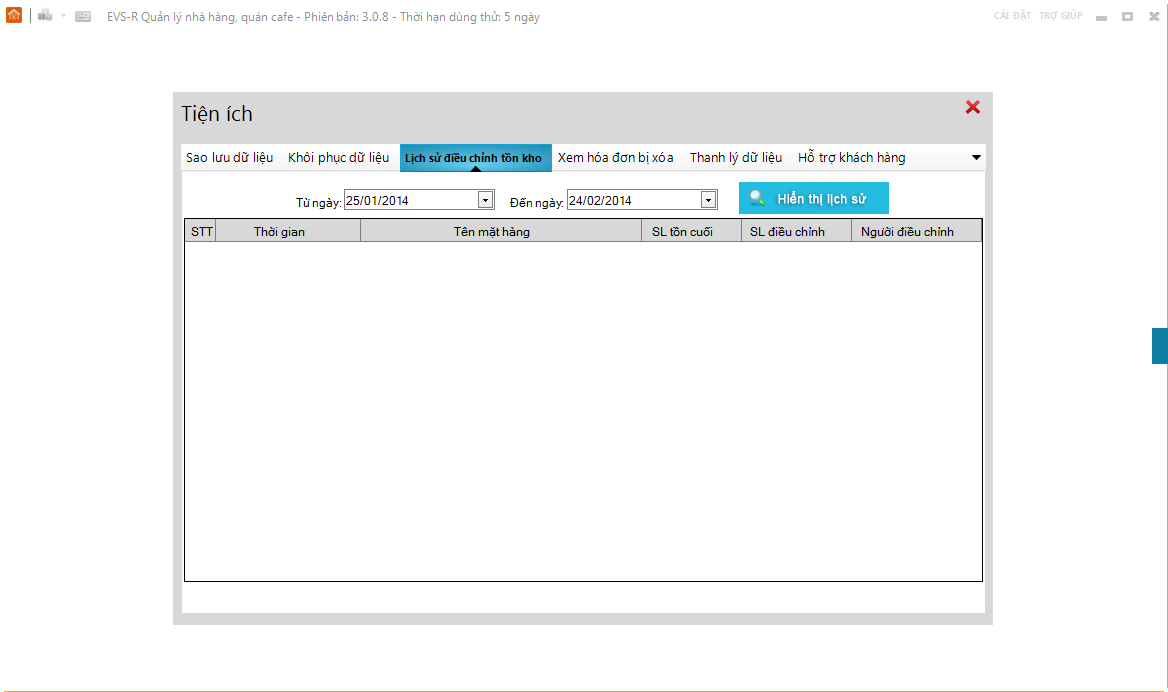 EVS-R Quản lý nhà hàng, quán cafe - Phiên bản: 3.0.8 - Thời hạn dùng thử: 5 ngày
CÀI ĐẶT TRỢ GIÚP
Tiện ích
Sao lưu dữ liệu Khôi phục dữ liệu Lịch sử điều chỉnh tồn kho Xem hóa đơn bị xóa Thanh lý dữ liệu Hỗ trợ khách hàng
Từ ngày: 25/01/2014 Đến ngày: 24/02/2014 Hiển thị lịch sử
STT Thời gian Tên mặt hàng SL tồn cuối SL điều chỉnh Người điều chỉnh